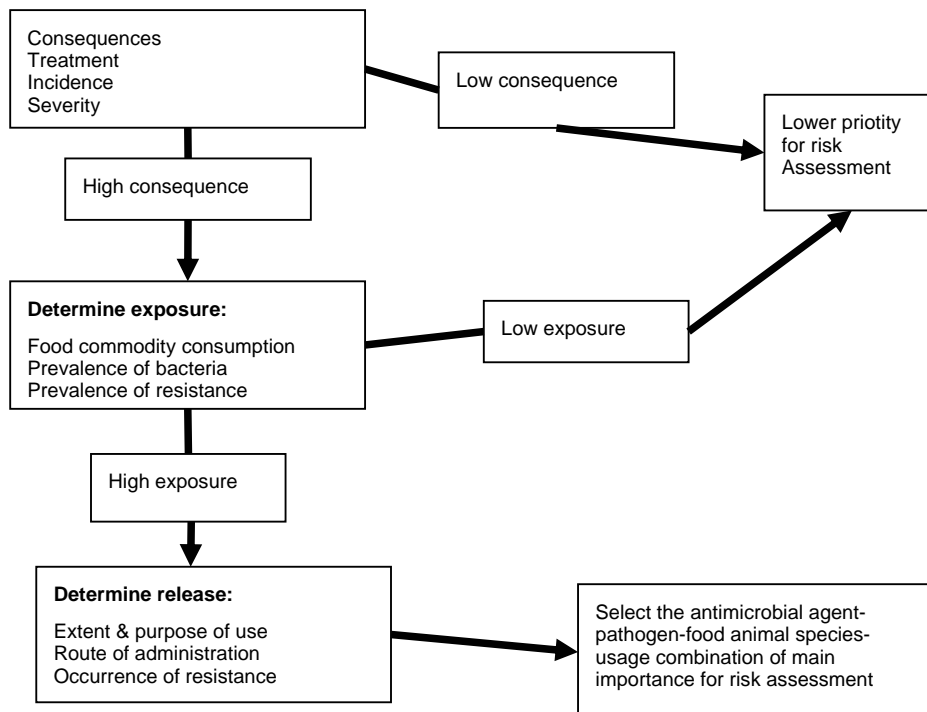 Consequences
Treatment
Incidence
Severity
Low consequence
Lower priotity
for risk
Assessment
High consequence
Determine exposure:
Food commodity consumption
Prevalence of bacteria
Prevalence of resistance
Low exposure
High exposure
Determine release:
Extent & purpose of use
Route of administration
Occurrence of resistance
Select the antimicrobial agent-
pathogen-food animal species-
usage combination of main
importance for risk assessment